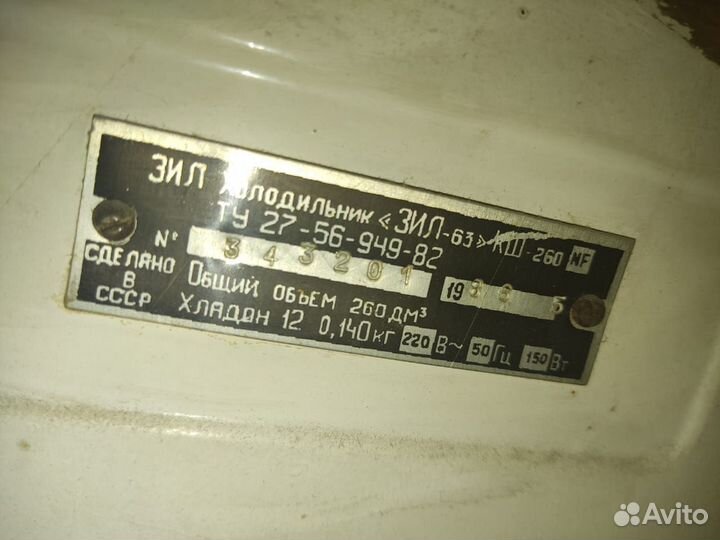 ЗИЛ ХОЛОДИЛЬНИК «ЗИЛ-63» КШ-260 NF
ТУ 27-56-949-82
N° 343201 19
СДЕЛАНО В СССР
ОБЩИЙ ОБЪЕМ 260 ДМ³
ХЛАДОН 12 0,140 КГ 220 В~ 50 ГЦ 150 ВТ
Avito